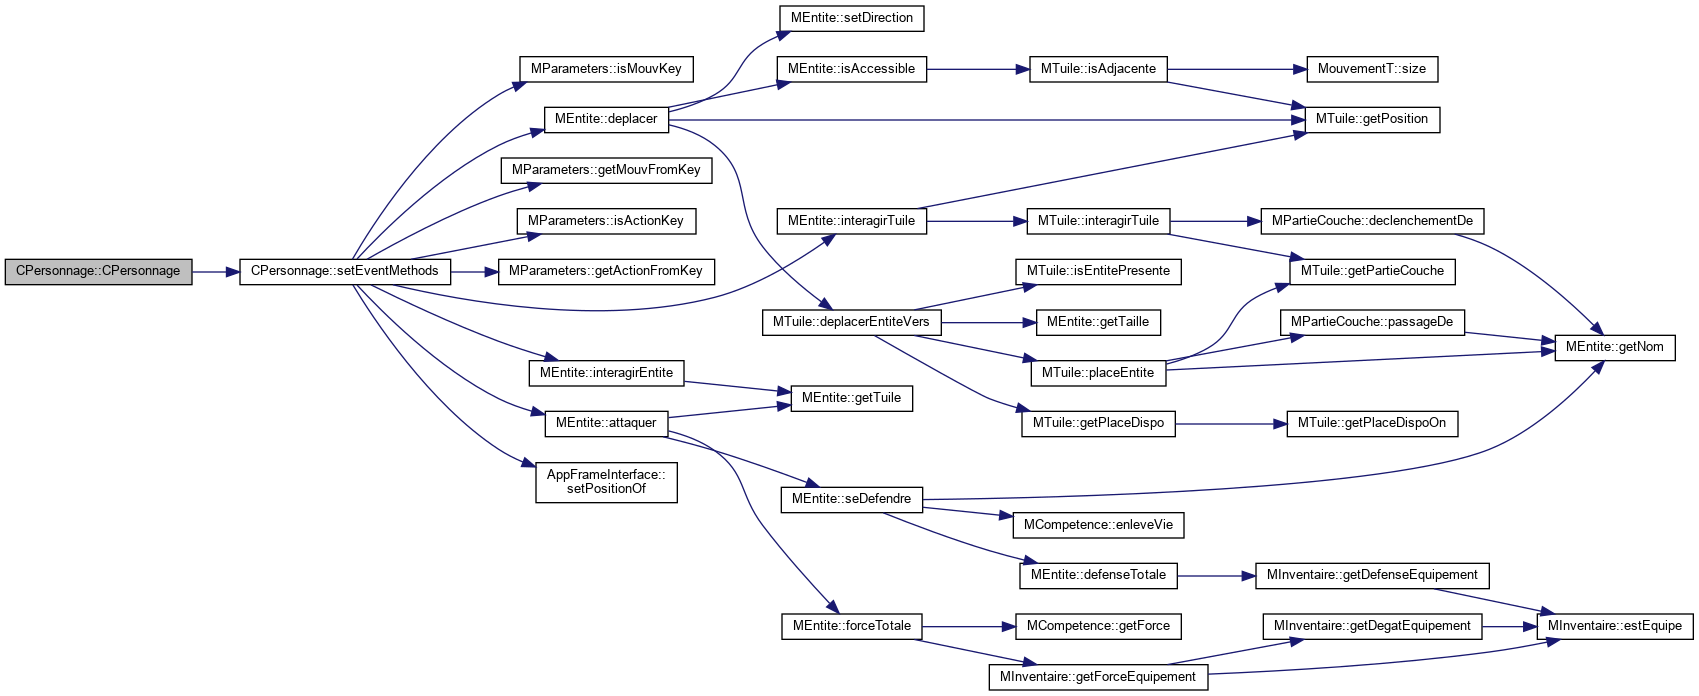 MEntite::setDirection
MParameters::isMouvKey
MEntite::isAccessible
MTuile::isAdjacente
MouvementT::size
MEntite::deplacer
MTuile::getPosition
MParameters::getMouvFromKey
MParameters::isActionKey
MEntite::interagirTuile
MTuile::interagirTuile
MPartieCouche::declenchementDe
CPersonnage::CPersonnage
CPersonnage::setEventMethods
MParameters::getActionFromKey
MTuile::isEntitePresente
MTuile::getPartieCouche
MTuile::deplacerEntiteVers
MEntite::getTaille
MPartieCouche::passageDe
MEntite::getNom
MEntite::interagirEntite
MTuile::placeEntite
MEntite::getTuile
MEntite::attaquer
MTuile::getPlaceDispo
MTuile::getPlaceDispoOn
AppFrameInterface::
setPositionOf
MEntite::seDefendre
MCompetence::enleveVie
MEntite::defenseTotale
MInventaire::getDefenseEquipement
MEntite::forceTotale
MCompetence::getForce
MInventaire::getDegatEquipement
MInventaire::estEquipe
MInventaire::getForceEquipement